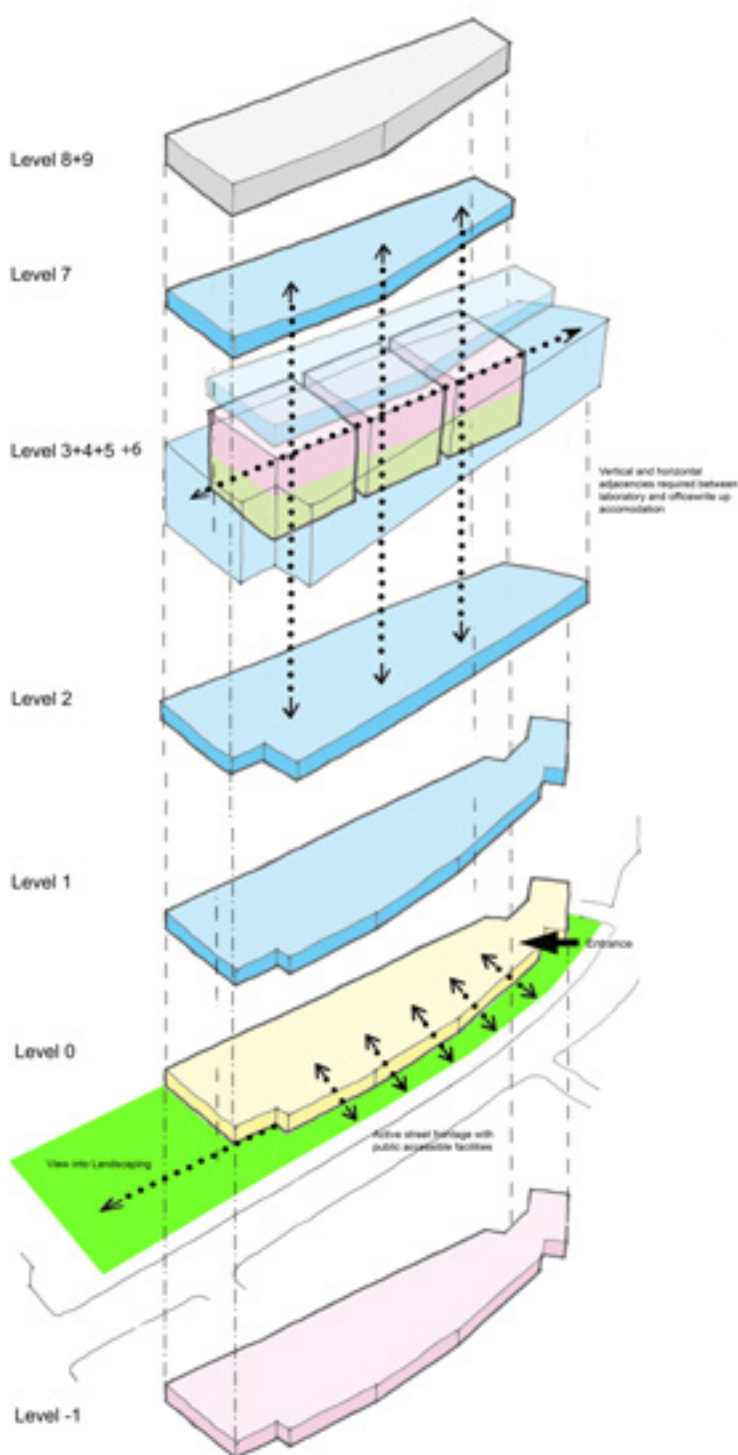 Level 8+9
Level 7
Level 3+4+5 +6
Vertical and horizontal
adjacencies required between
laboratory and officewrite up
accomodation
Level 2
Level 1
Entrance
Level 0
Active street frontage with
public accessible facilities
View into Landscaping
Level -1